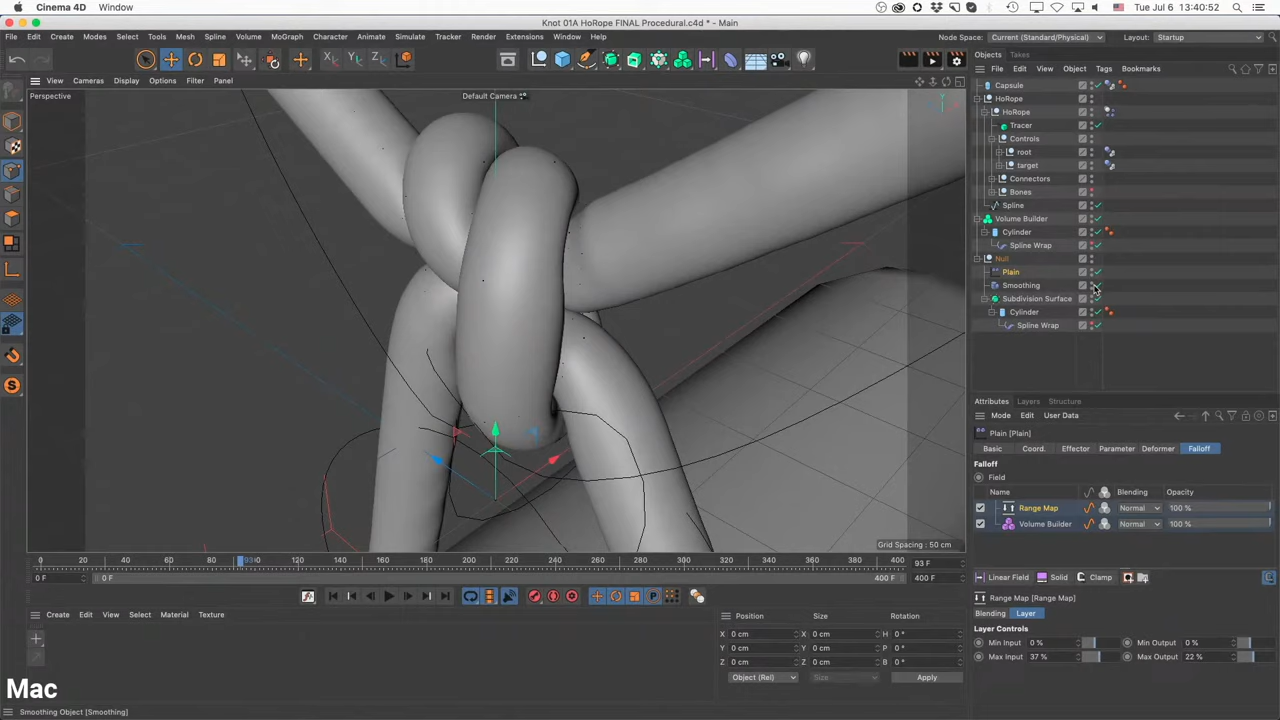 Cinema 4D Window Tue Jul 6 13:40:52
Knot 01A HoRope FINAL Procedural.c4d * - Main
File Edit Create Modes Select Tools Mesh Spline Volume MoGraph Character Animate Simulate Tracker Render Extensions Window Help Node Space: Current (Standard/Physical) Layout: Startup
Objects Takes
X Y Z
File Edit View Object Tags Bookmarks
View Cameras Display Options Filter Panel
Perspective
Default Camera
Capsule
HoRope
HoRope
Tracer
Controls
root
target
Connectors
Bones
Spline
Volume Builder
Cylinder
Spline Wrap
Null
Plain
Smoothing
Subdivision Surface
Cylinder
Spline Wrap
Attributes Layers Structure
Mode Edit User Data
Plain [Plain]
Basic Coord. Effector Parameter Deformer Falloff
Falloff
Field
Name Blending Opacity
Range Map Normal 100 %
Volume Builder Normal 100 %
Grid Spacing : 50 cm
0 20 40 60 80 93 120 140 160 180 200 220 240 260 280 300 320 340 360 380 400 93 F
0 F 0 F 400 F 400 F
Linear Field Solid Clamp
Range Map [Range Map]
Blending Layer
Create Edit View Select Material Texture
Position Size Rotation
Layer Controls
X 0 cm X 0 cm H 0 °
Y 0 cm Y 0 cm P 0 °
Z 0 cm Z 0 cm B 0 °
Min Input 0 % Min Output 0 %
Max Input 37 % Max Output 22 %
Object (Rel) Size Apply
Mac
Smoothing Object [Smoothing]